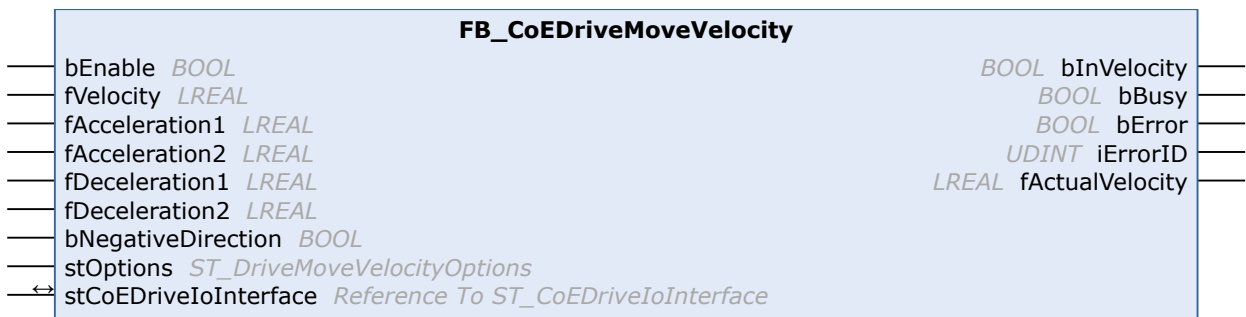 FB_CoEDriveMoveVelocity
bEnable BOOL BOOL bInVelocity
fVelocity LREAL BOOL bBusy
fAcceleration1 LREAL BOOL bError
fAcceleration2 LREAL UDINT iErrorID
fDeceleration1 LREAL LREAL fActualVelocity
fDeceleration2 LREAL
bNegativeDirection BOOL
stOptions ST_DriveMoveVelocityOptions
↔ stCoEDriveIoInterface Reference To ST_CoEDriveIoInterface